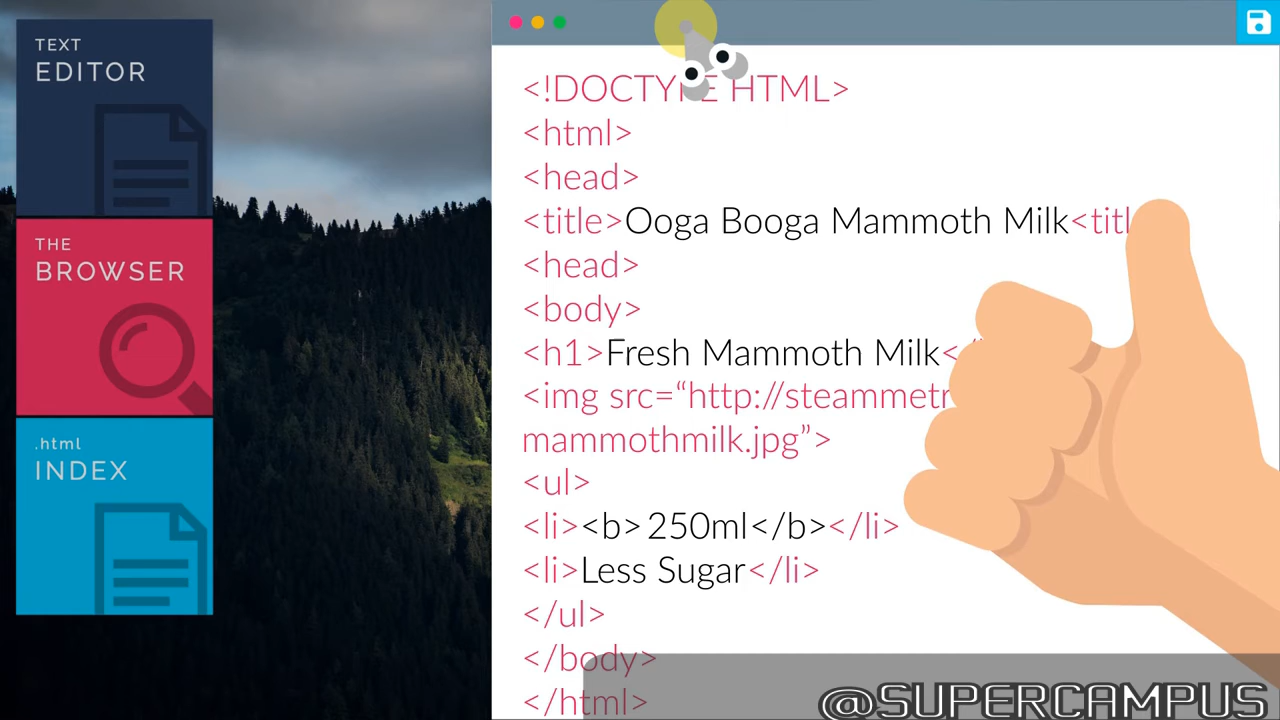 TEXT
EDITOR
THE
BROWSER
.html
INDEX
<!DOCTYPE HTML>
<html>
<head>
<title>Ooga Booga Mammoth Milk<titl
<head>
<body>
<h1>Fresh Mammoth Milk<
<img src=“http://steammetr
mammothmilk.jpg”>
<ul>
<li><b>250ml</b></li>
<li>Less Sugar</li>
</ul>
</body>
</html>
@SUPERCAMPUS